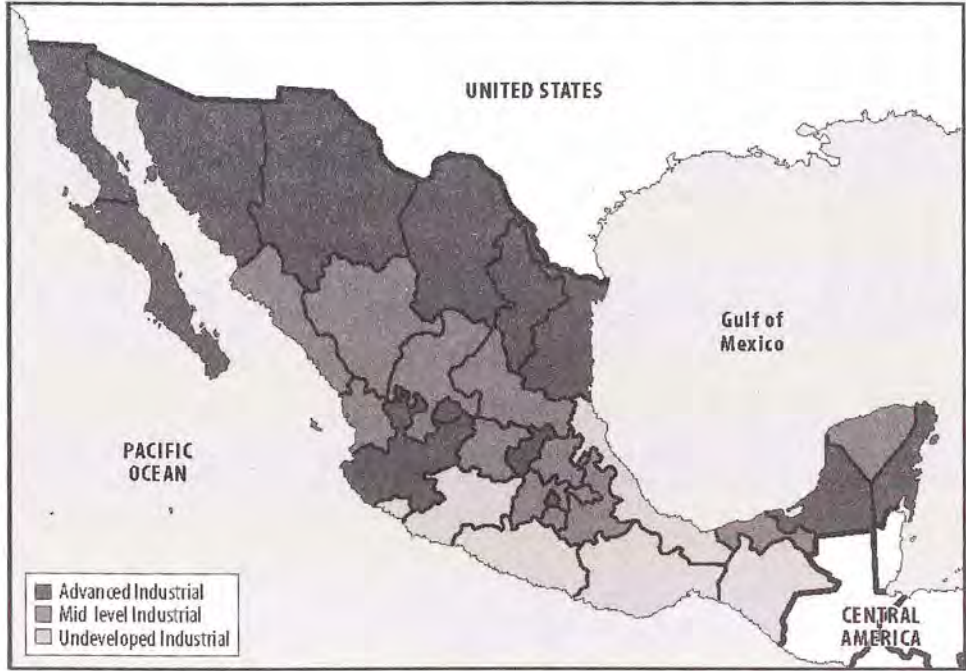 UNITED STATES
Gulf of
Mexico
PACIFIC
OCEAN
Advanced Industrial
Mid level Industrial
Undeveloped Industrial
CENTRAL
AMERICA